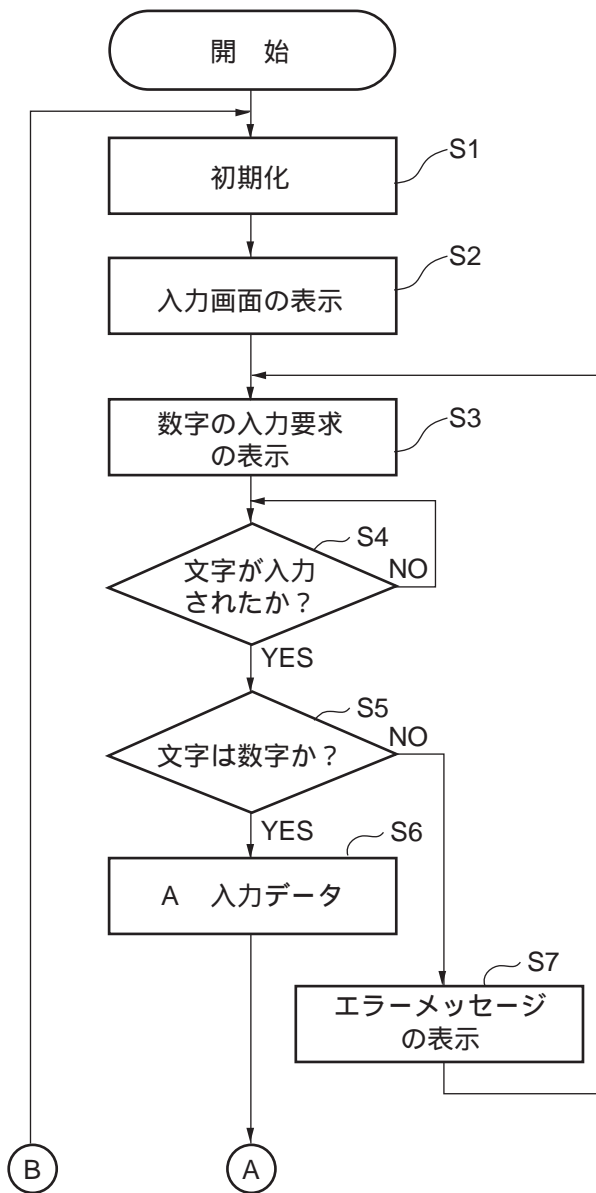 開　始
初期化
S1
入力画面の表示
S2
数字の入力要求
の表示
S3
文字が入力
されたか？
S4
NO
YES
文字は数字か？
S5
NO
YES
A　入力データ
S6
エラーメッセージ
の表示
S7
B
A